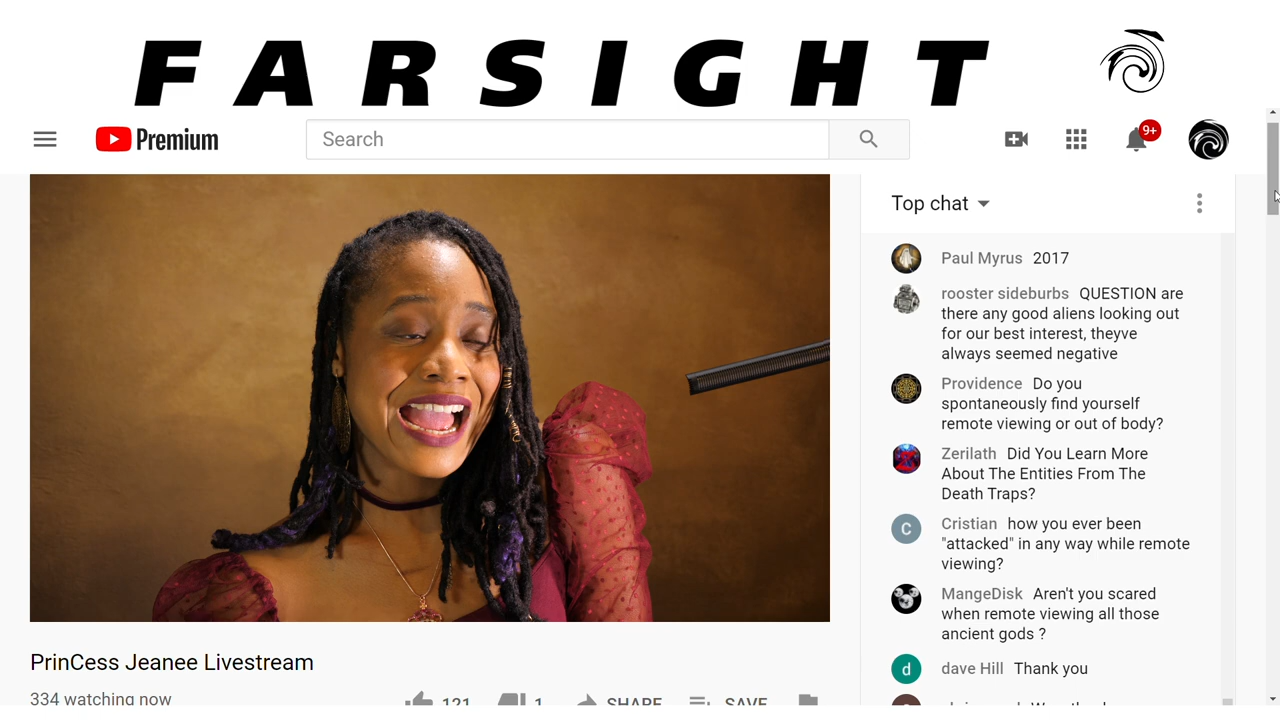 FARSIGHT
Premium
Search
9+
Top chat
Paul Myrus 2017
rooster sideburbs QUESTION are
there any good aliens looking out
for our best interest, theyve
always seemed negative
Providence Do you
spontaneously find yourself
remote viewing or out of body?
Zerilath Did You Learn More
About The Entities From The
Death Traps?
C
Cristian how you ever been
"attacked" in any way while remote
viewing?
MangeDisk Aren't you scared
when remote viewing all those
ancient gods ?
d
dave Hill Thank you
PrinCess Jeanee Livestream
334 watching now
121
1
SHARE
SAVE